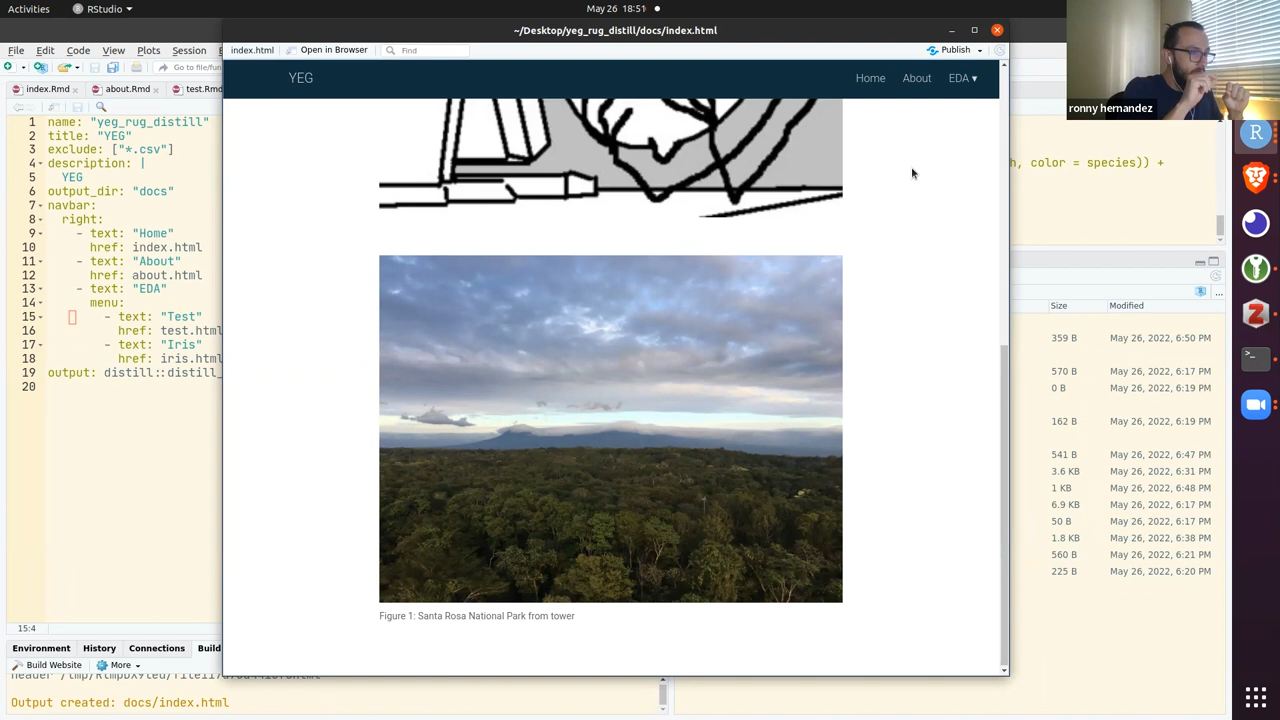 Activities
RStudio
May 26 18:51
~/Desktop/yeg_rug_distill/docs/index.html
ronny hernandez
File Edit Code View Plots Session
index.html
Open in Browser
Find
Publish
Go to file/fun
index.Rmd
about.Rmd
test.Rmd
YEG
Home
About
EDA
1 name: "yeg_rug_distill"
2 title: "YEG"
3 exclude: ["*.csv"]
4 description: |
5 YEG
6 output_dir: "docs"
7 navbar:
8 right:
9 - text: "Home"
10 href: index.html
11 - text: "About"
12 href: about.html
13 - text: "EDA"
14 menu:
15 - text: "Test"
16 href: test.html
17 - text: "Iris"
18 href: iris.html
19 output: distill::distill_
20
h, color = species)) +
Size Modified
359 B May 26, 2022, 6:50 PM
570 B May 26, 2022, 6:17 PM
0 B May 26, 2022, 6:19 PM
162 B May 26, 2022, 6:19 PM
541 B May 26, 2022, 6:47 PM
3.6 KB May 26, 2022, 6:31 PM
1 KB May 26, 2022, 6:48 PM
6.9 KB May 26, 2022, 6:17 PM
50 B May 26, 2022, 6:17 PM
1.8 KB May 26, 2022, 6:38 PM
560 B May 26, 2022, 6:21 PM
225 B May 26, 2022, 6:20 PM
Figure 1: Santa Rosa National Park from tower
15:4
Environment History Connections Build
Build Website
More
Output created: docs/index.html